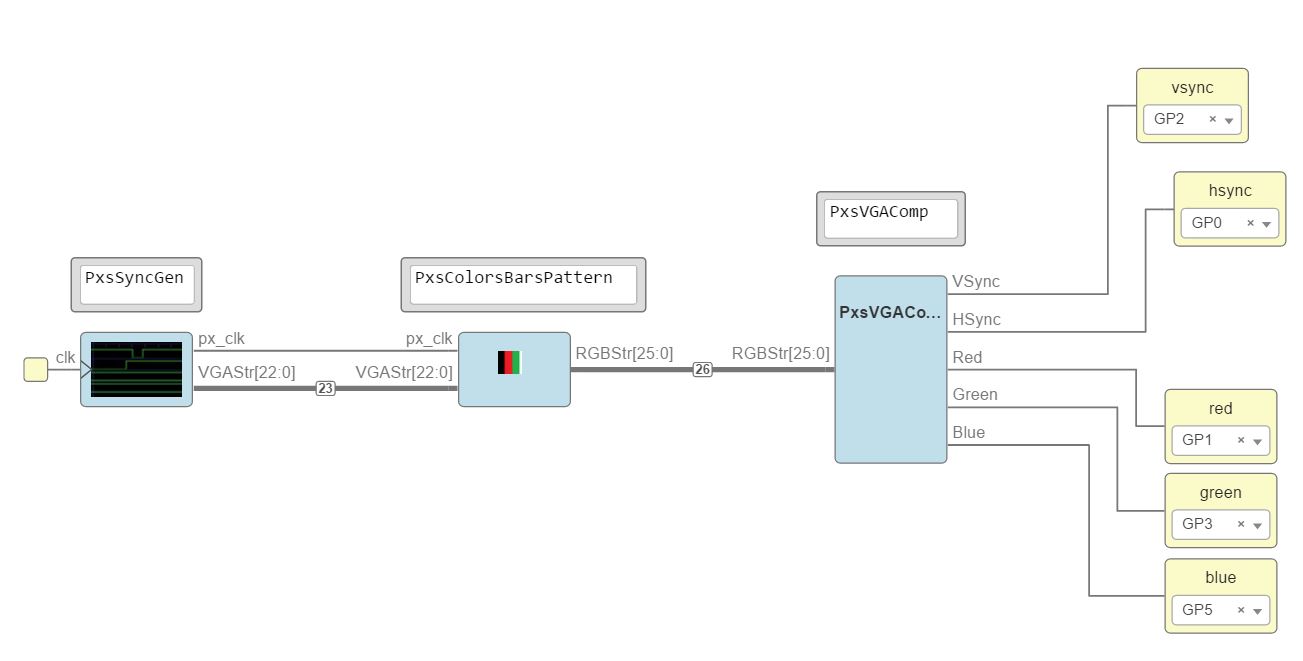 vsync
GP2 ×
hsync
GP0 ×
PxsVGAComp
PxsSyncGen
PxsColorsBarsPattern
VSync
PxsVGACo...
HSync
px_clk
px_clk
clk
RGBStr[25:0]
26
RGBStr[25:0]
Red
VGAStr[22:0]
23
VGAStr[22:0]
Green
Blue
red
GP1 ×
green
GP3 ×
blue
GP5 ×